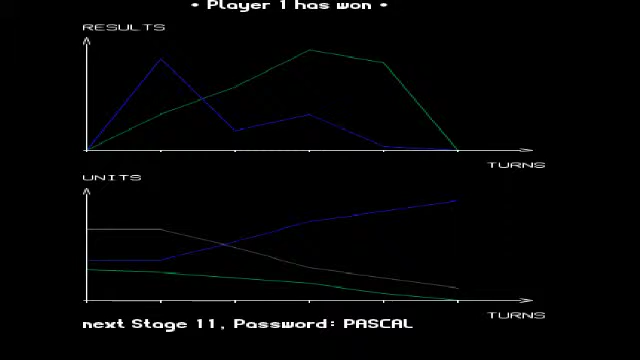 • Player 1 has won •
RESULTS
TURNS
UNITS
TURNS
next Stage 11, Password: PASCAL